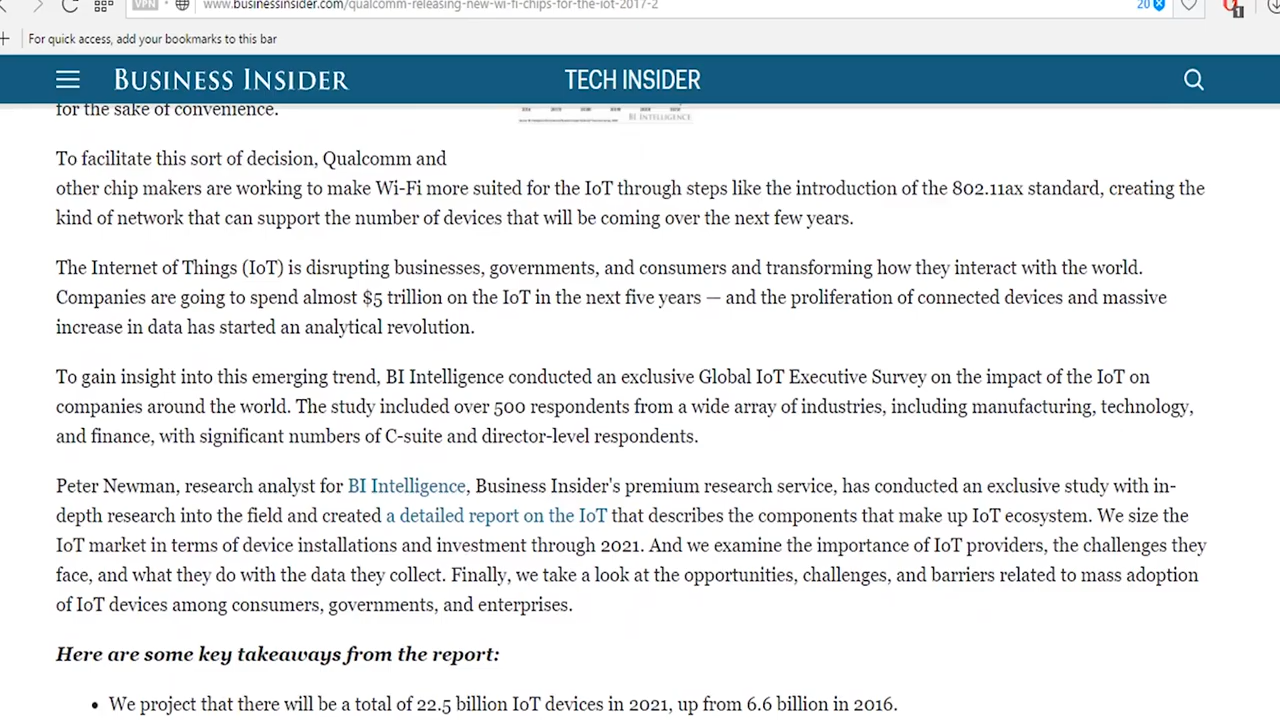 VPN www.businessinsider.com/qualcomm-releasing-new-wi-fi-chips-for-the-iot-2017-2 20
1
For quick access, add your bookmarks to this bar
BUSINESS INSIDER TECH INSIDER
for the sake of convenience.
BI INTELLIGENCE
To facilitate this sort of decision, Qualcomm and
other chip makers are working to make Wi-Fi more suited for the IoT through steps like the introduction of the 802.11ax standard, creating the
kind of network that can support the number of devices that will be coming over the next few years.
The Internet of Things (IoT) is disrupting businesses, governments, and consumers and transforming how they interact with the world.
Companies are going to spend almost $5 trillion on the IoT in the next five years — and the proliferation of connected devices and massive
increase in data has started an analytical revolution.
To gain insight into this emerging trend, BI Intelligence conducted an exclusive Global IoT Executive Survey on the impact of the IoT on
companies around the world. The study included over 500 respondents from a wide array of industries, including manufacturing, technology,
and finance, with significant numbers of C-suite and director-level respondents.
Peter Newman, research analyst for BI Intelligence, Business Insider's premium research service, has conducted an exclusive study with in-
depth research into the field and created a detailed report on the IoT that describes the components that make up IoT ecosystem. We size the
IoT market in terms of device installations and investment through 2021. And we examine the importance of IoT providers, the challenges they
face, and what they do with the data they collect. Finally, we take a look at the opportunities, challenges, and barriers related to mass adoption
of IoT devices among consumers, governments, and enterprises.
Here are some key takeaways from the report:
• We project that there will be a total of 22.5 billion IoT devices in 2021, up from 6.6 billion in 2016.